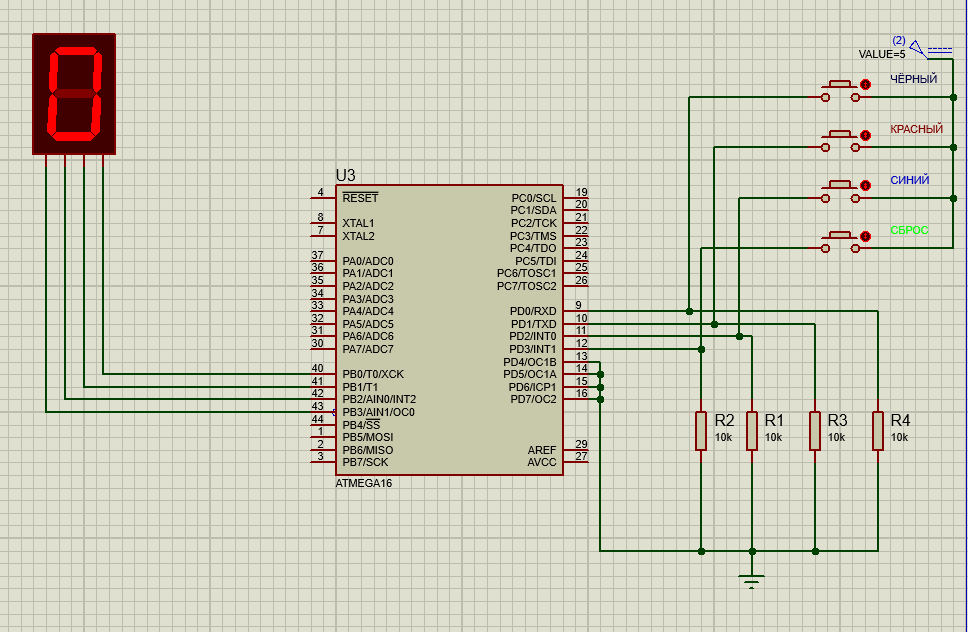 (2)
VALUE=5
ЧЁРНЫЙ
КРАСНЫЙ
СИНИЙ
СБРОС
U3
4 RESET
8 XTAL1
7 XTAL2
37 PA0/ADC0
36 PA1/ADC1
35 PA2/ADC2
34 PA3/ADC3
33 PA4/ADC4
32 PA5/ADC5
31 PA6/ADC6
30 PA7/ADC7
40 PB0/T0/XCK
41 PB1/T1
42 PB2/AIN0/INT2
43 PB3/AIN1/OC0
44 PB4/SS
1 PB5/MOSI
2 PB6/MISO
3 PB7/SCK
PC0/SCL 19
PC1/SDA 20
PC2/TCK 21
PC3/TMS 22
PC4/TDO 23
PC5/TDI 24
PC6/TOSC1 25
PC7/TOSC2 26
PD0/RXD 9
PD1/TXD 10
PD2/INT0 11
PD3/INT1 12
PD4/OC1B 13
PD5/OC1A 14
PD6/ICP1 15
PD7/OC2 16
AREF 29
AVCC 27
ATMEGA16
R2
10k
R1
10k
R3
10k
R4
10k
0